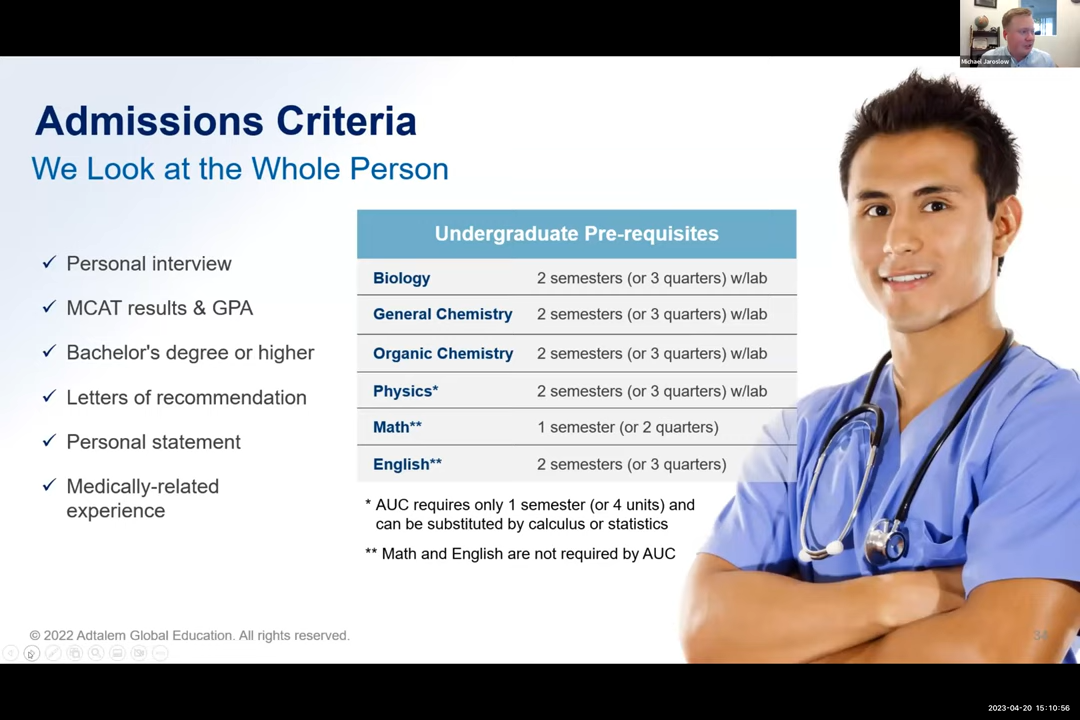 Michael Jaroslow
Admissions Criteria
We Look at the Whole Person
✓ Personal interview
✓ MCAT results & GPA
✓ Bachelor's degree or higher
✓ Letters of recommendation
✓ Personal statement
✓ Medically-related
experience
Undergraduate Pre-requisites
Biology 2 semesters (or 3 quarters) w/lab
General Chemistry 2 semesters (or 3 quarters) w/lab
Organic Chemistry 2 semesters (or 3 quarters) w/lab
Physics* 2 semesters (or 3 quarters) w/lab
Math** 1 semester (or 2 quarters)
English** 2 semesters (or 3 quarters)
* AUC requires only 1 semester (or 4 units) and
can be substituted by calculus or statistics
** Math and English are not required by AUC
© 2022 Adtalem Global Education. All rights reserved.
34
2023-04-20 15:10:56